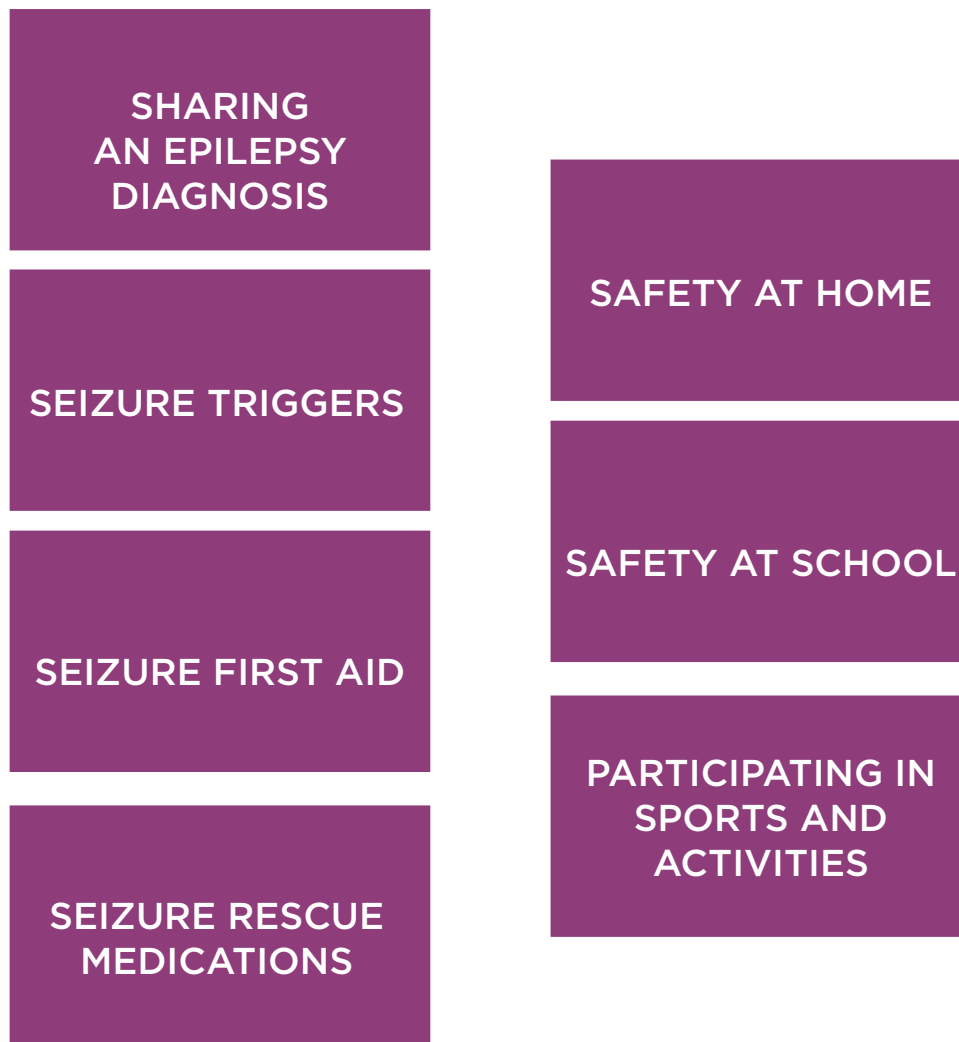 SHARING
AN EPILEPSY
DIAGNOSIS
SEIZURE TRIGGERS
SEIZURE FIRST AID
SEIZURE RESCUE
MEDICATIONS
SAFETY AT HOME
SAFETY AT SCHOOL
PARTICIPATING IN
SPORTS AND
ACTIVITIES